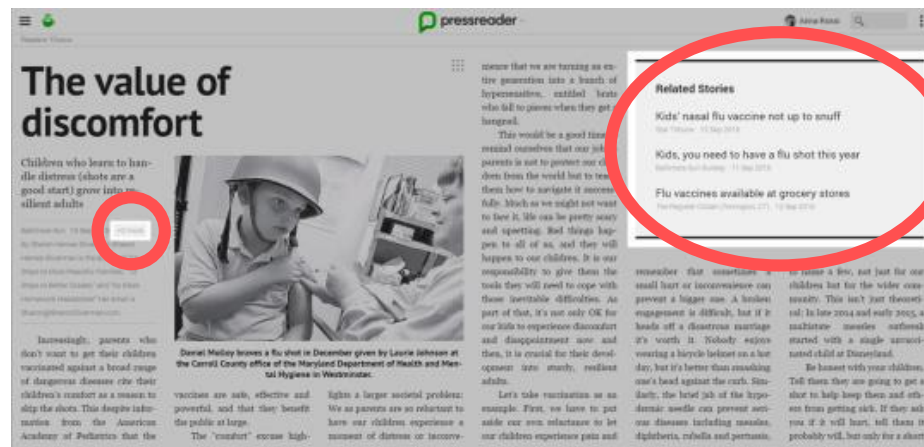 pressreader
Anna Rossi
The value of
discomfort
Children who learn to han-
dle distress (shots are a
good start) grow into re-
silient adults
Increasingly, parents who
don't want to get their children
vaccinated against a broad range
of dangerous diseases cite their
children's comfort as a reason to
skip the shots. This despite infor-
mation from the American
Academy of Pediatrics that the
Daniel Molloy braves a flu shot in December given by Laurie Johnson at
the Carroll County office of the Maryland Department of Health and Men-
tal Hygiene in Westminster.
vaccines are safe, effective and
powerful, and that they benefit
the public at large.
The "comfort" excuse high-
lights a larger societal problem:
We as parents are so reluctant to
have our children experience a
moment of distress or inconve-
nience that we are turning an en-
tire generation into a bunch of
hypersensitive, entitled brats
who fall to pieces when they get a
hangnail.
This would be a good time to
remind ourselves that our job as
parents is not to protect our chil-
dren from the world but to teach
them how to navigate it success-
fully. Much as we might not want
to face it, life can be pretty scary
and upsetting. Bad things hap-
pen to all of us, and they will
happen to our children. It is our
responsibility to give them the
tools they will need to cope with
these inevitable difficulties. As
part of that, it's not only OK for
our kids to experience discomfort
and disappointment now and
then, it is crucial for their devel-
opment into sturdy, resilient
adults.
Let's take vaccination as an
example. First, we have to put
aside our own reluctance to let
our children experience pain and
Related Stories
Kids' nasal flu vaccine not up to snuff
Star Tribune 15 Sep 2016
Kids, you need to have a flu shot this year
Baltimore Sun Sunday 11 Sep 2016
Flu vaccines available at grocery stores
remember that sometimes a
small hurt or inconvenience can
prevent a bigger one. A broken
engagement is difficult, but if it
heads off a disastrous marriage
it's worth it. Nobody enjoys
wearing a bicycle helmet on a hot
day, but it's better than smashing
one's head against the curb. Sim-
ilarly, the brief jab of the hypo-
dermic needle can prevent seri-
ous diseases including measles,
diphtheria, rubella and pertussis,
to name a few, not just for our
children but for the wider com-
munity. This isn't just theoreti-
cal: In late 2014 and early 2015, a
multistate measles outbreak
started with a single unvacci-
nated child at Disneyland.
Be honest with your children.
Tell them they are going to get a
shot to help keep them and oth-
ers from getting sick. If they ask
you if it will hurt, tell them it
probably will, but only for a